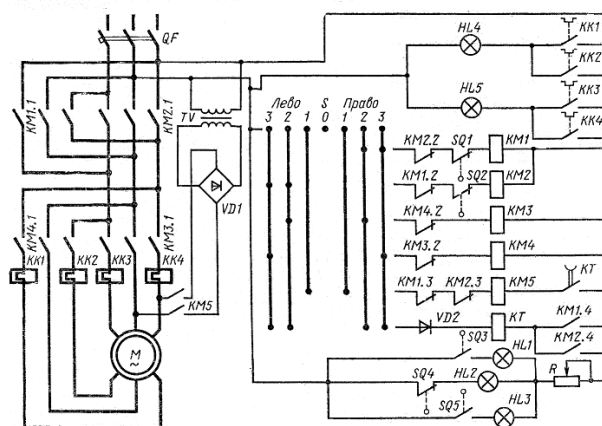 QF
HL4
KK1
KK2
HL5
KK3
KK4
KM1.1
KM2.1
TV
Лево S Право
3 2 1 0 1 2 3
KM2.2 SQ1 KM1
KM1.2 SQ2 KM2
VD1
KM4.2 KM3
KM4.1
KM3.1
KM3.2 KM4
KK1 KK2 KK3 KK4
KM5
KM1.3 KM2.3 KM5 KT
VD2 KT KM1.4
KM2.4
M
~
SQ3 HL1
SQ4 HL2 R
SQ5 HL3